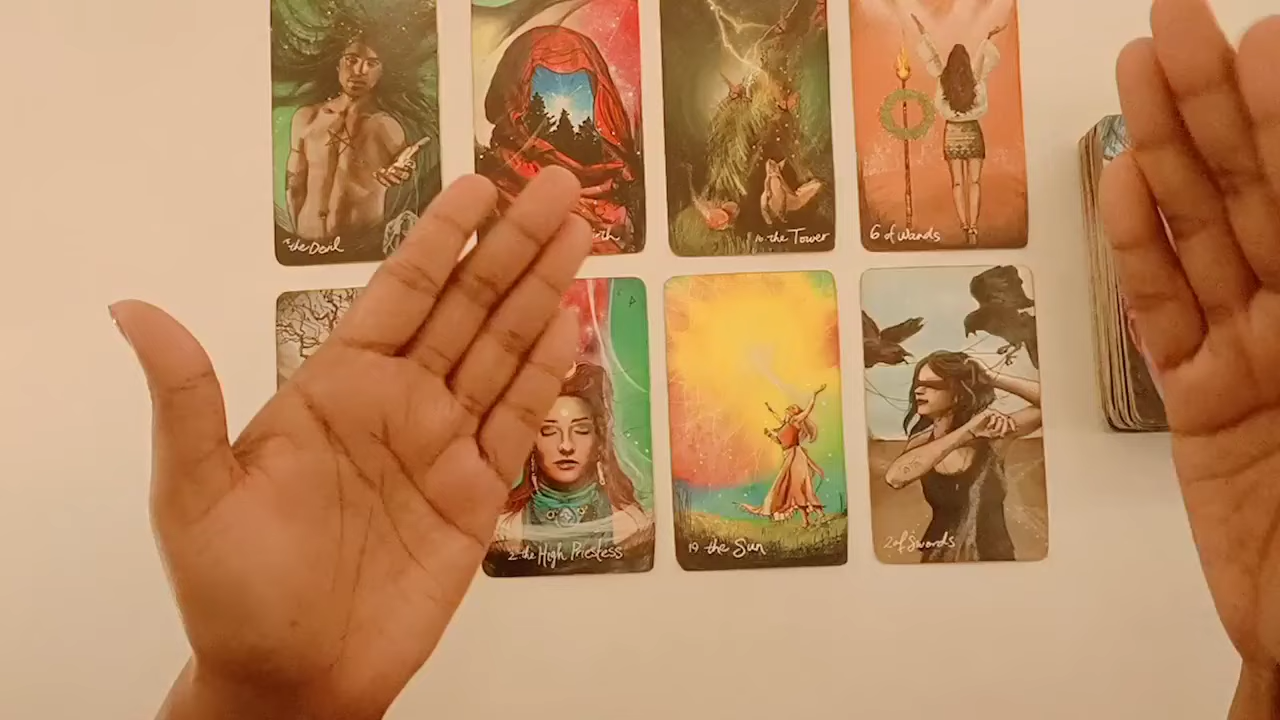 the Devil
the Tower
6 of Wands
2 the High Priestess
19 the Sun
2 of Swords